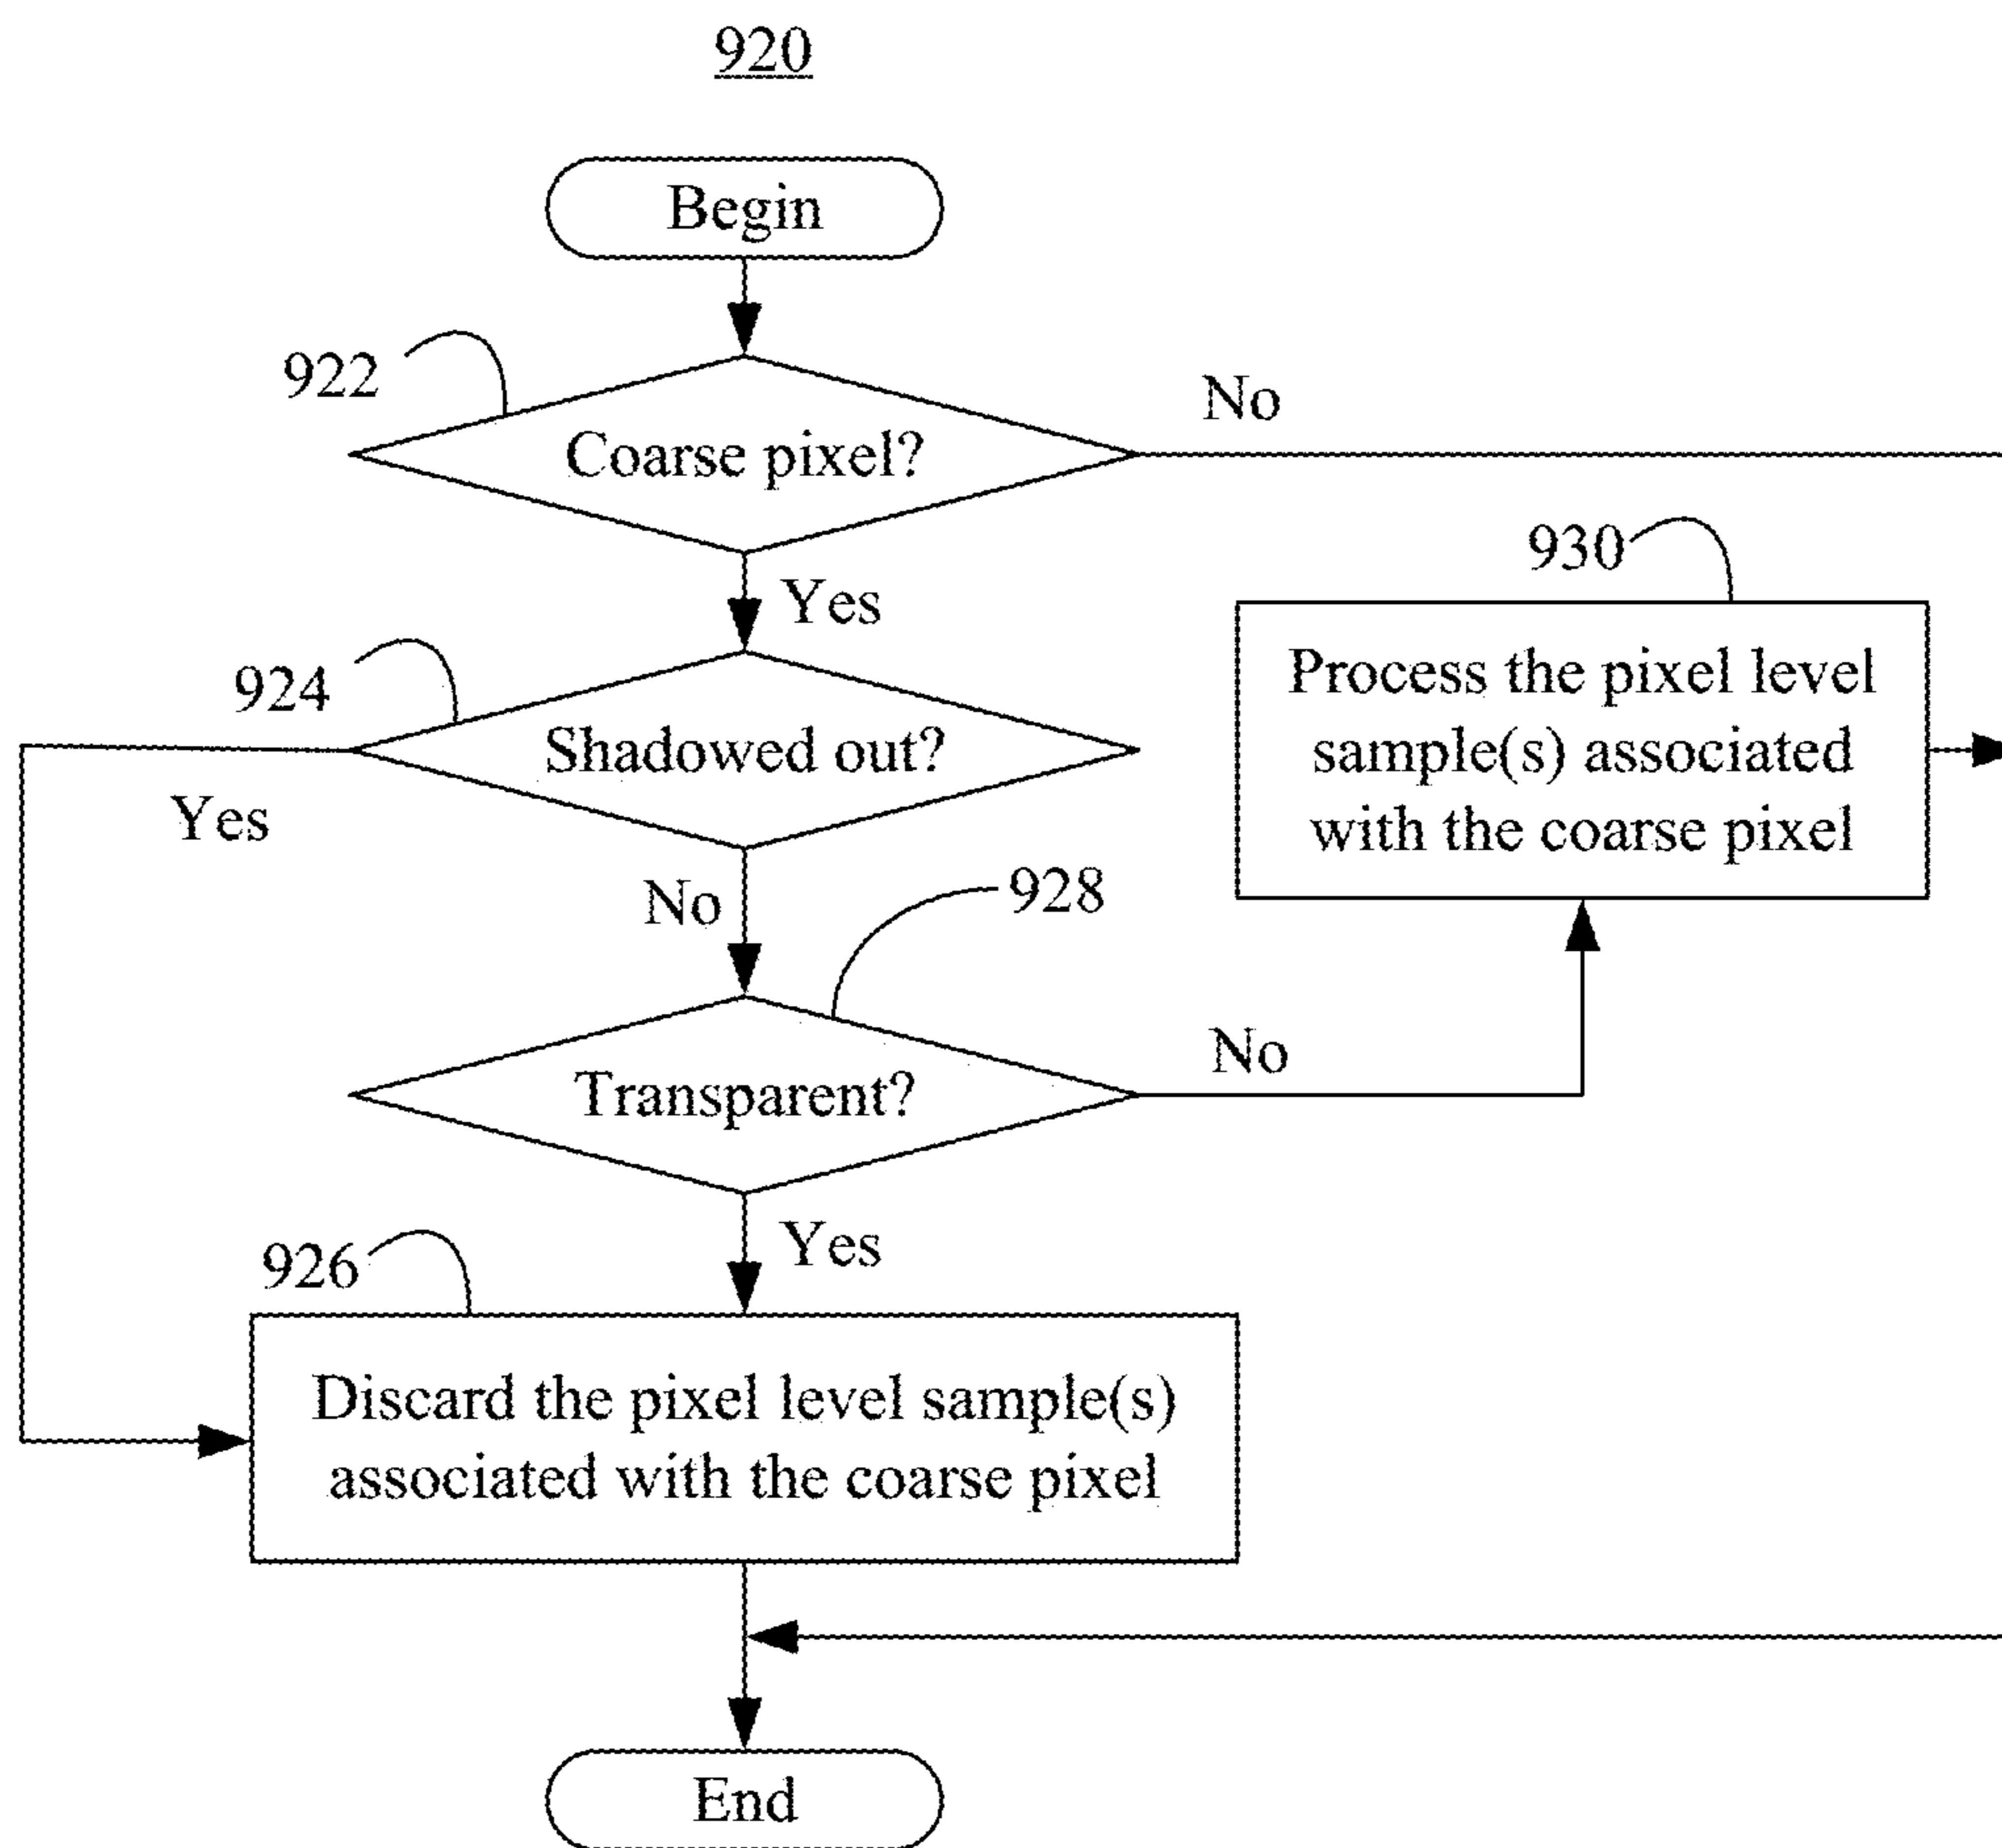 920
Begin
922
Coarse pixel?
No
Yes
930
Process the pixel level
sample(s) associated
with the coarse pixel
924
Shadowed out?
Yes
No
928
Transparent?
No
Yes
926
Discard the pixel level sample(s)
associated with the coarse pixel
End